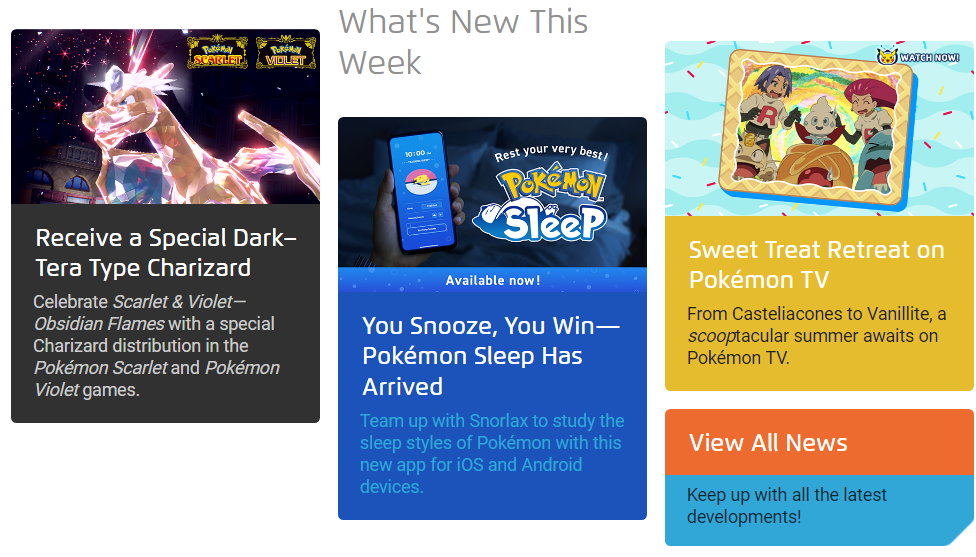 What's New This
Week
POKÉMON
SCARLET
POKÉMON
VIOLET
Receive a Special Dark–
Tera Type Charizard
Celebrate Scarlet & Violet—
Obsidian Flames with a special
Charizard distribution in the
Pokémon Scarlet and Pokémon
Violet games.
10:00
Rest your very best!
POKÉMON
SLEEP
Available now!
You Snooze, You Win—
Pokémon Sleep Has
Arrived
Team up with Snorlax to study the
sleep styles of Pokémon with this
new app for iOS and Android
devices.
WATCH NOW!
R
Sweet Treat Retreat on
Pokémon TV
From Casteliacones to Vanillite, a
scooptacular summer awaits on
Pokémon TV.
View All News
Keep up with all the latest
developments!